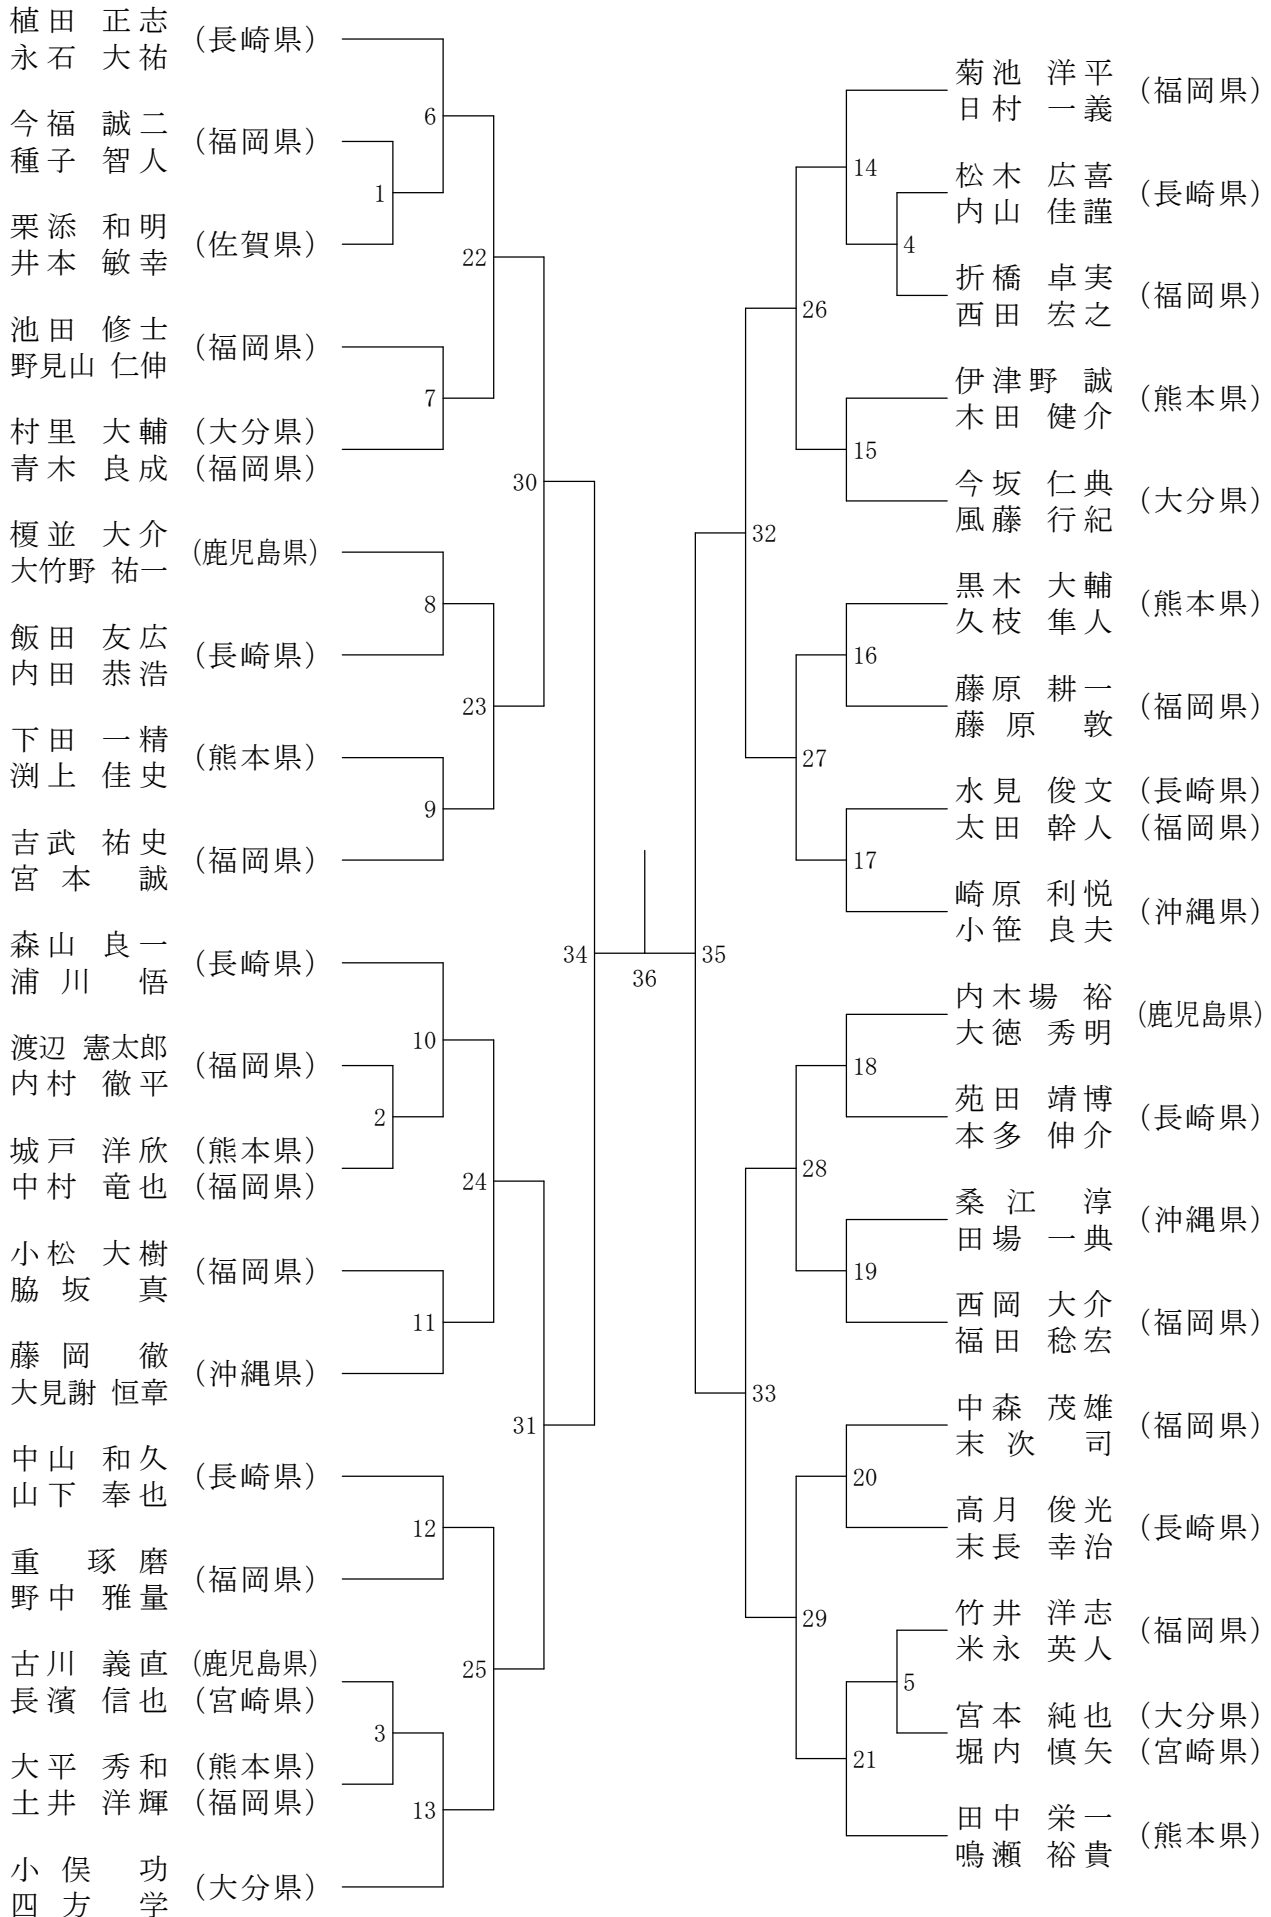 植田 正志 (長崎県)
永石 大祐
6
今福 誠二 (福岡県)
種子 智人
1
栗添 和明 (佐賀県)
井本 敏幸
22
池田 修士 (福岡県)
野見山 仁伸
7
村里 大輔 (大分県)
青木 良成 (福岡県)
30
榎並 大介 (鹿児島県)
大竹野 祐一
8
飯田 友広 (長崎県)
内田 恭浩
23
下田 一精 (熊本県)
渕上 佳史
9
吉武 祐史 (福岡県)
宮本 誠
34
森山 良一 (長崎県)
浦川 悟
10
渡辺 憲太郎 (福岡県)
内村 徹平
2
城戸 洋欣 (熊本県)
中村 竜也 (福岡県)
24
小松 大樹 (福岡県)
脇坂 真
11
藤岡 徹 (沖縄県)
大見謝 恒章
31
中山 和久 (長崎県)
山下 奉也
12
重 琢磨 (福岡県)
野中 雅量
25
古川 義直 (鹿児島県)
長濱 信也 (宮崎県)
3
大平 秀和 (熊本県)
土井 洋輝 (福岡県)
13
小俣 功 (大分県)
四方 学
36
菊池 洋平 (福岡県)
日村 一義
14
松木 広喜 (長崎県)
内山 佳謹
4
折橋 卓実 (福岡県)
西田 宏之
26
伊津野 誠 (熊本県)
木田 健介
15
今坂 仁典 (大分県)
風藤 行紀
32
黒木 大輔 (熊本県)
久枝 隼人
16
藤原 耕一 (福岡県)
藤原 敦
27
水見 俊文 (長崎県)
太田 幹人 (福岡県)
17
崎原 利悦 (沖縄県)
小笹 良夫
35
内木場 裕 (鹿児島県)
大徳 秀明
18
苑田 靖博 (長崎県)
本多 伸介
28
桑江 淳 (沖縄県)
田場 一典
19
西岡 大介 (福岡県)
福田 稔宏
33
中森 茂雄 (福岡県)
末次 司
20
高月 俊光 (長崎県)
末長 幸治
29
竹井 洋志 (福岡県)
米永 英人
5
宮本 純也 (大分県)
堀内 慎矢 (宮崎県)
21
田中 栄一 (熊本県)
鳴瀬 裕貴